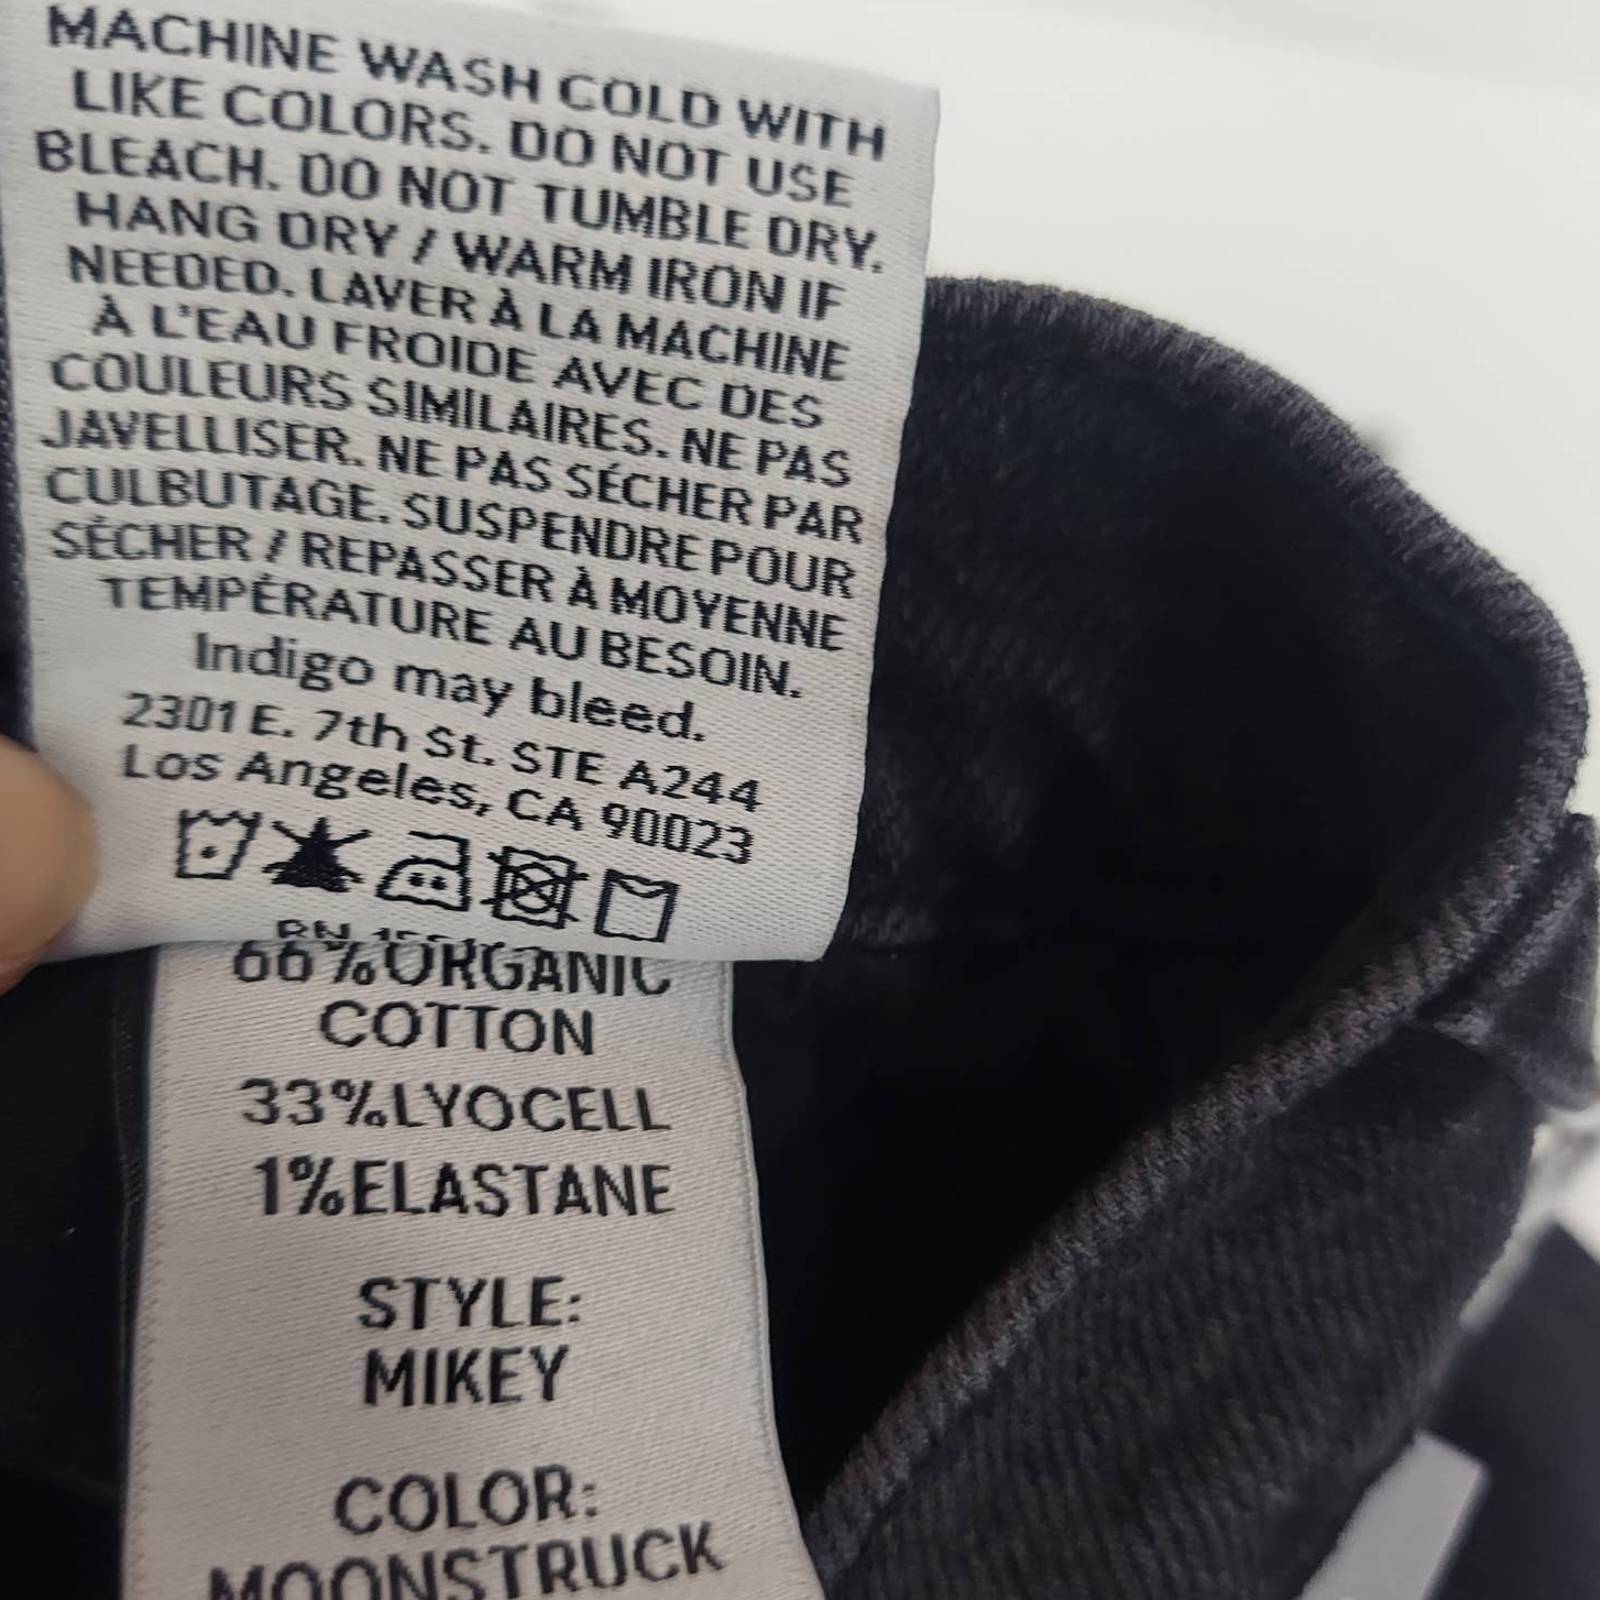 MACHINE WASH COLD WITH
LIKE COLORS. DO NOT USE
BLEACH. DO NOT TUMBLE DRY.
HANG DRY / WARM IRON IF
NEEDED. LAVER À LA MACHINE
À L'EAU FROIDE AVEC DES
COULEURS SIMILAIRES. NE PAS
JAVELLISER. NE PAS SÉCHER PAR
CULBUTAGE. SUSPENDRE POUR
SÉCHER / REPASSER À MOYENNE
TEMPÉRATURE AU BESOIN.
Indigo may bleed.
2301 E. 7th St. STE A244
Los Angeles, CA 90023
RN
66%ORGANIC
COTTON
33%LYOCELL
1%ELASTANE
STYLE:
MIKEY
COLOR:
MOONSTRUCK